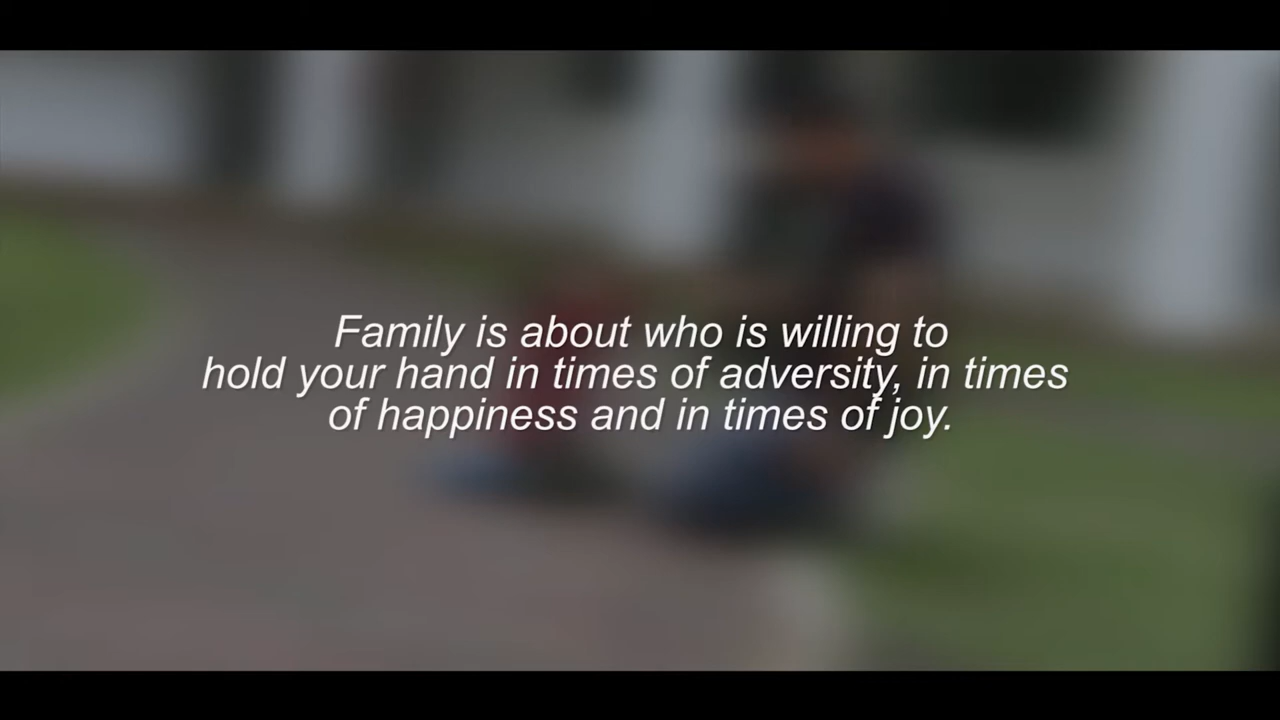 Family is about who is willing to
hold your hand in times of adversity, in times
of happiness and in times of joy.